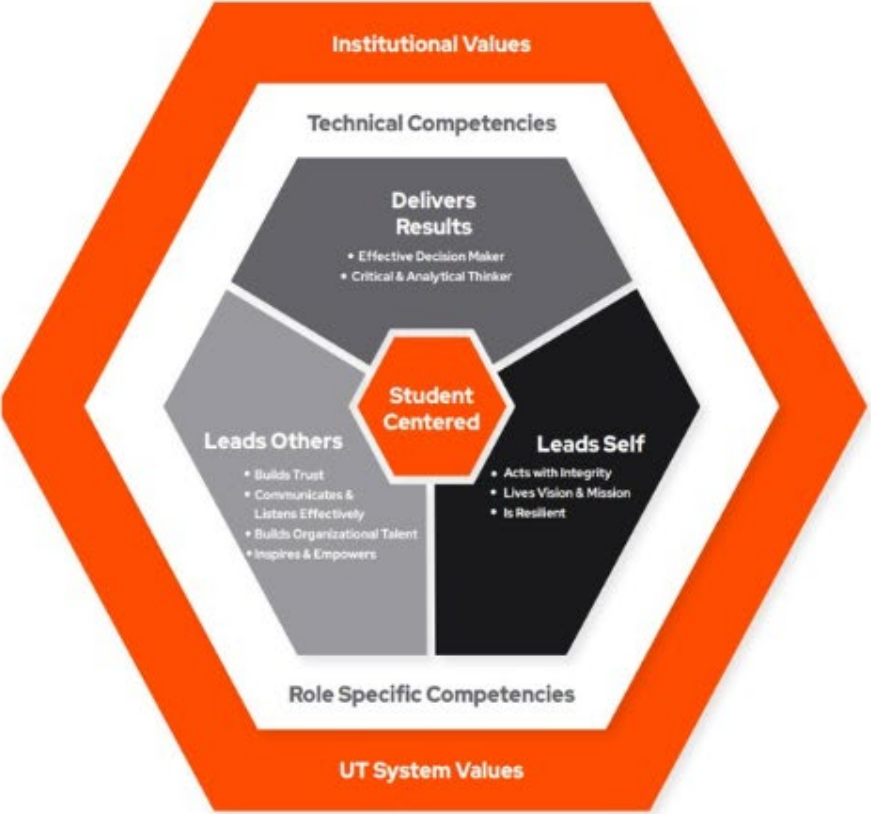 Institutional Values
Technical Competencies
Delivers
Results
• Effective Decision Maker
• Critical & Analytical Thinker
Student
Centered
Leads Others
• Builds Trust
• Communicates &
Listens Effectively
• Builds Organizational Talent
• Inspires & Empowers
Leads Self
• Acts with Integrity
• Lives Vision & Mission
• Is Resilient
Role Specific Competencies
UT System Values